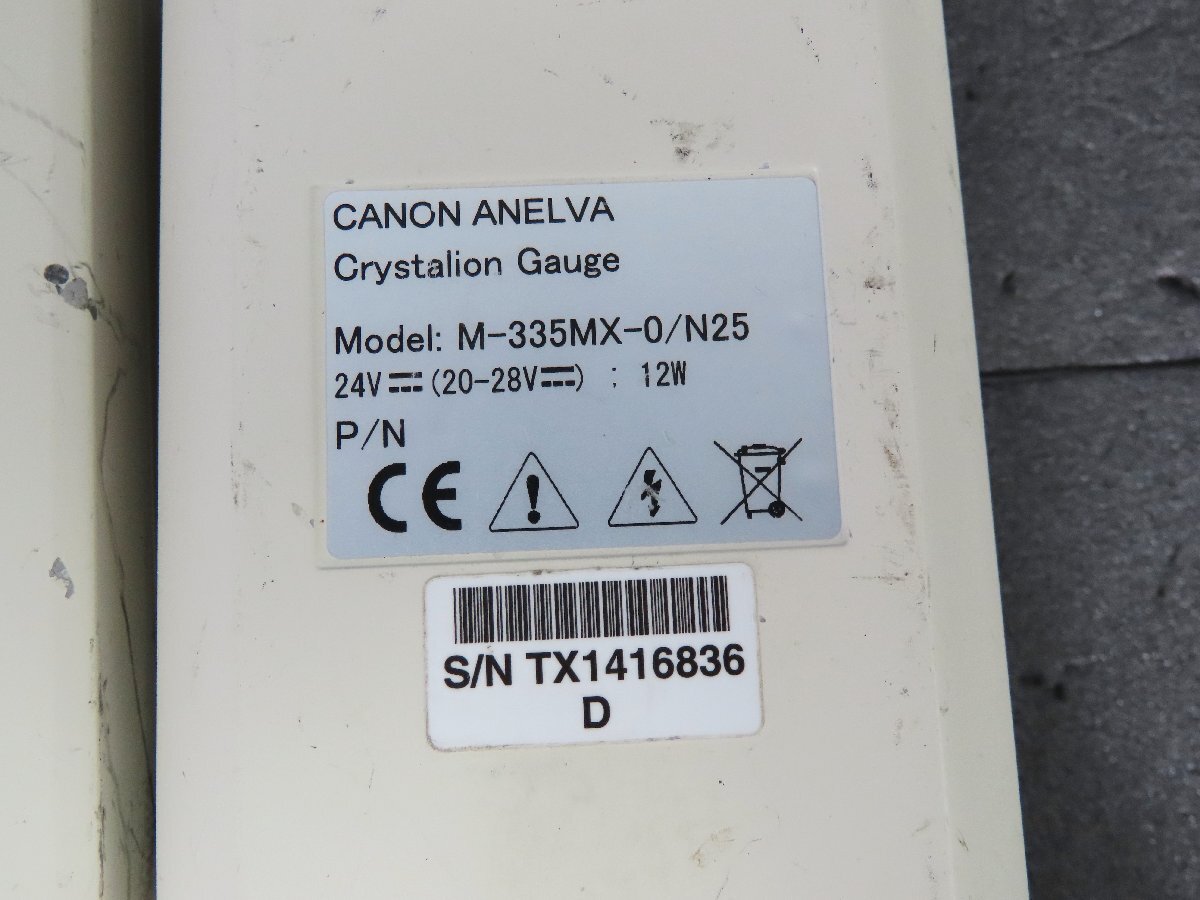 CANON ANELVA
Crystalion Gauge
Model: M-335MX-0/N25
24V⎓(20-28V⎓) : 12W
P/N
CE
S/N TX1416836
D